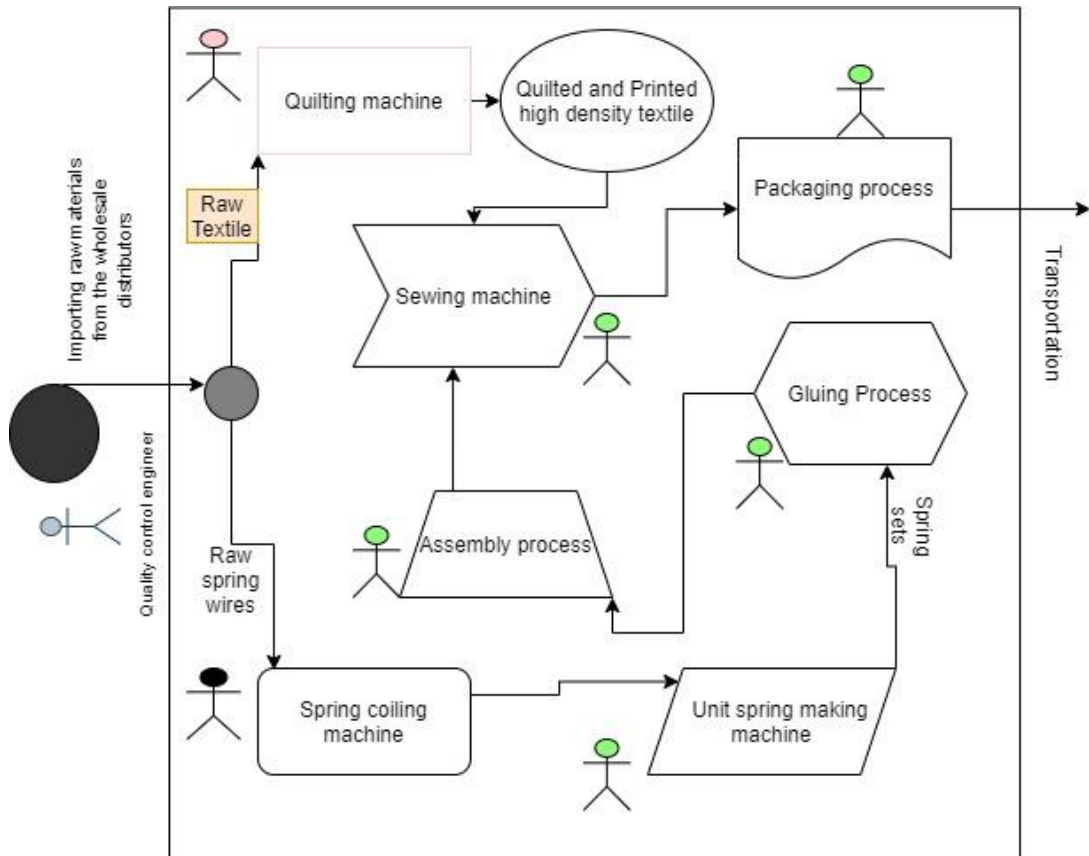 Quilting machine
Quilted and Printed
high density textile
Packaging process
Importing raw materials
from the wholesale
distributors
Raw
Textile
Sewing machine
Transportation
Gluing Process
Quality control engineer
Spring
sets
Assembly process
Raw
spring
wires
Spring coiling
machine
Unit spring making
machine